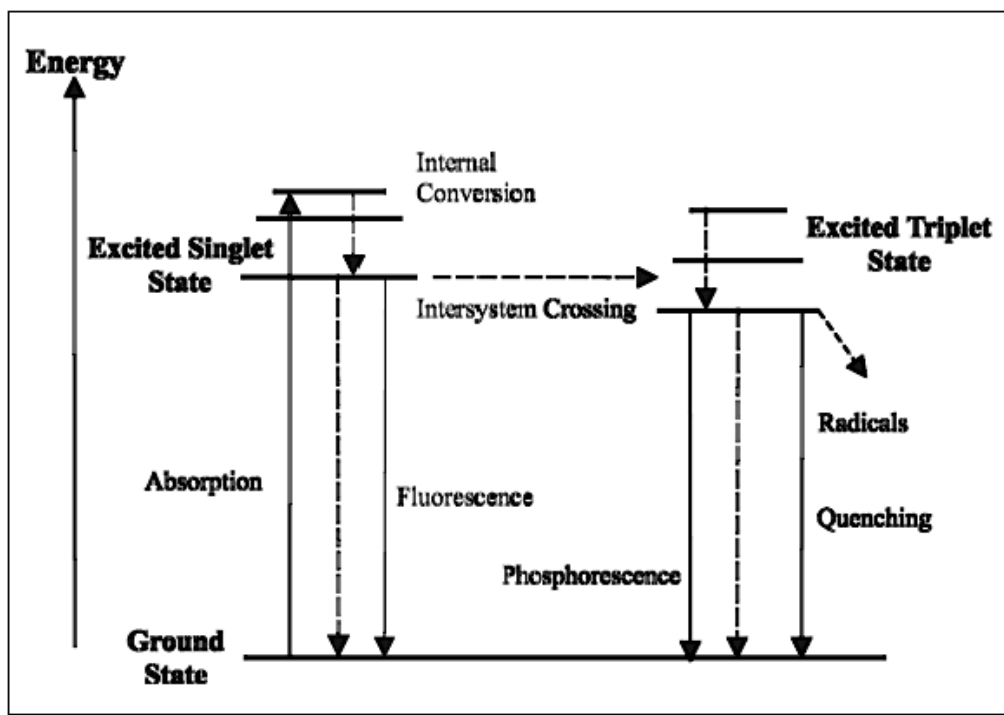 Energy
Internal
Conversion
Excited Singlet
State
Excited Triplet
State
Intersystem Crossing
Radicals
Absorption
Fluorescence
Quenching
Phosphorescence
Ground
State